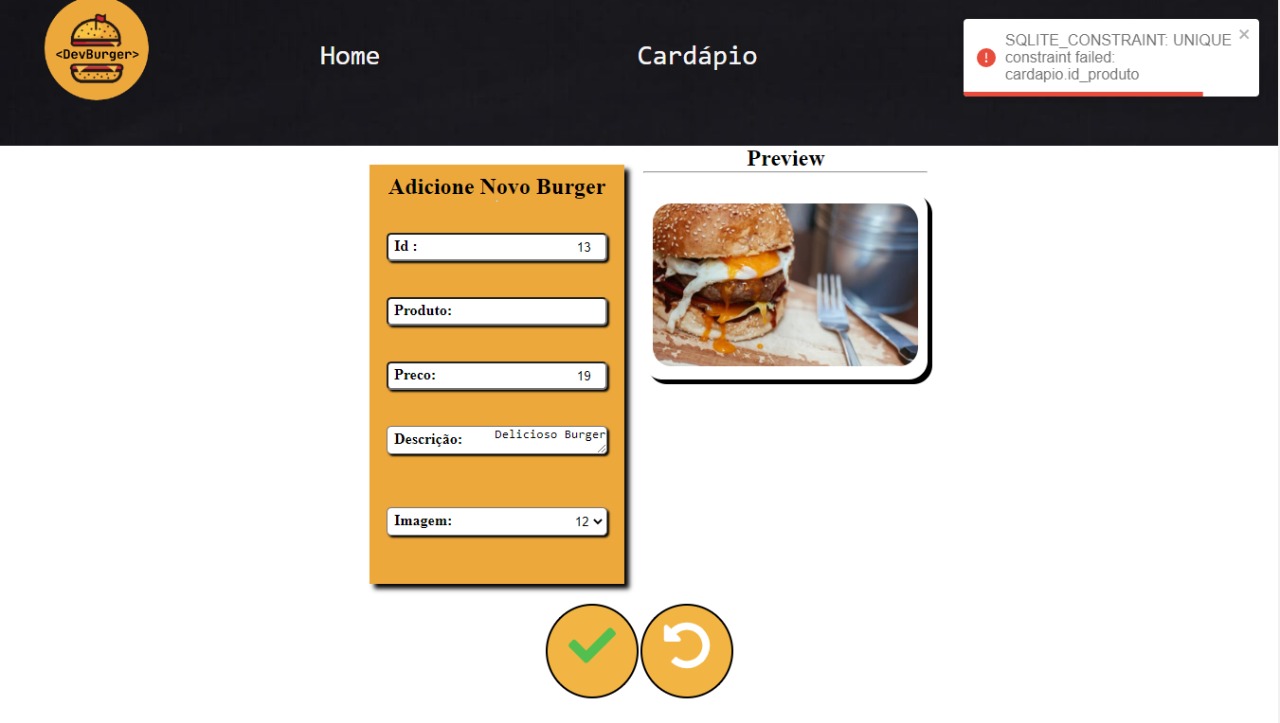 <DevBurger>
Home
Cardápio
SQLITE_CONSTRAINT: UNIQUE
constraint failed:
cardapio.id_produto
Preview
Adicione Novo Burger
Id : 13
Produto:
Preco: 19
Descrição: Delicioso Burger
Imagem: 12